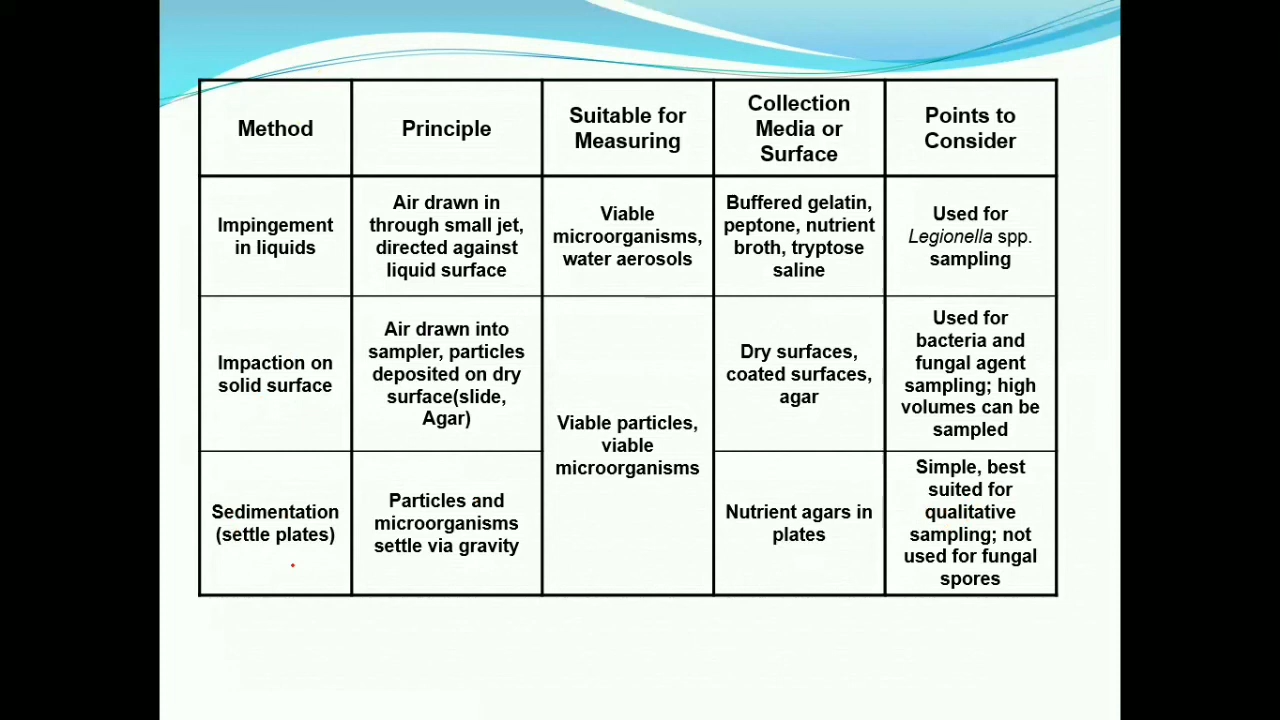 Method
Principle
Suitable for
Measuring
Collection
Media or
Surface
Points to
Consider
Impingement
in liquids
Air drawn in
through small jet,
directed against
liquid surface
Viable
microorganisms,
water aerosols
Buffered gelatin,
peptone, nutrient
broth, tryptose
saline
Used for
Legionella spp.
sampling
Impaction on
solid surface
Air drawn into
sampler, particles
deposited on dry
surface(slide,
Agar)
Viable particles,
viable
microorganisms
Dry surfaces,
coated surfaces,
agar
Used for
bacteria and
fungal agent
sampling; high
volumes can be
sampled
Sedimentation
(settle plates)
Particles and
microorganisms
settle via gravity
Nutrient agars in
plates
Simple, best
suited for
qualitative
sampling; not
used for fungal
spores